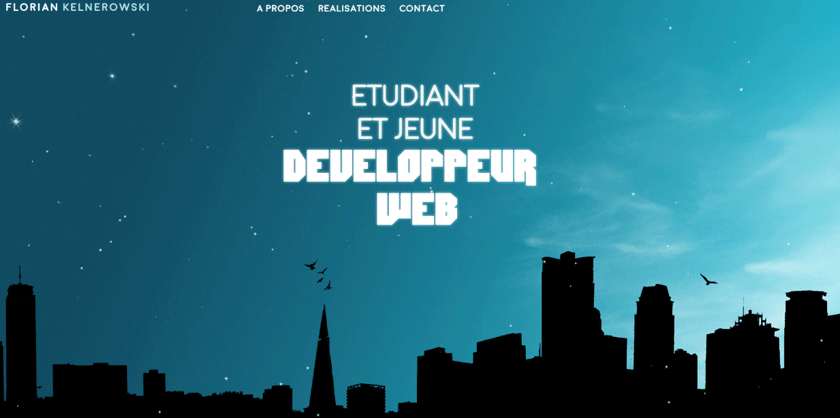 FLORIAN KELNEROWSKI
A PROPOS REALISATIONS CONTACT
ETUDIANT
ET JEUNE
DEVELOPPEUR
WEB